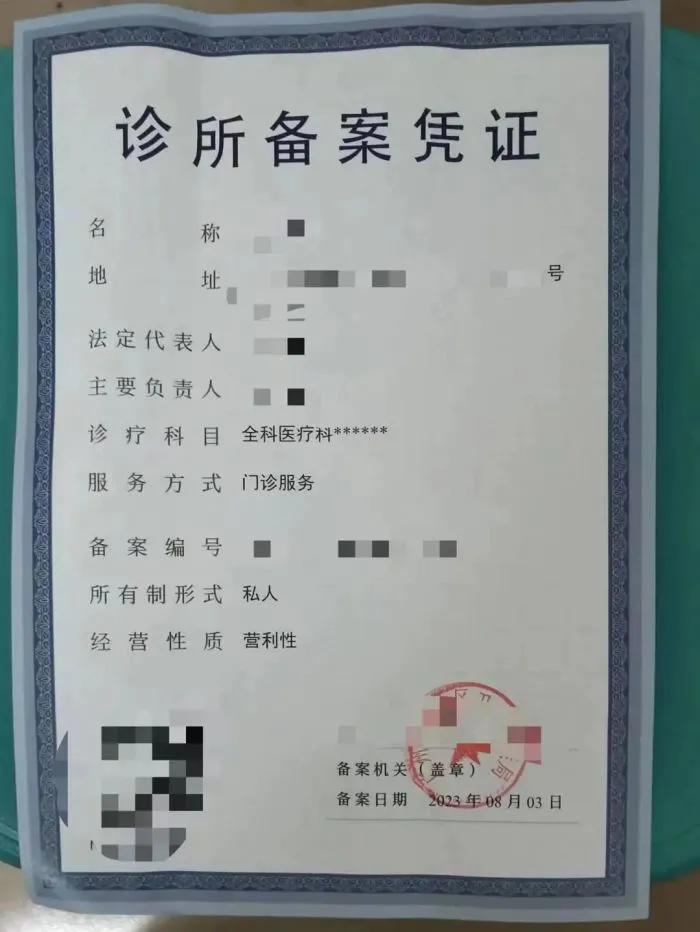 诊所备案凭证
名称
地址 号
法定代表人
主要负责人
诊疗科目 全科医疗科******
服务方式 门诊服务
备案编号
所有制形式 私人
经营性质 营利性
局
备案机关（盖章）
备案日期 2023年08月03日